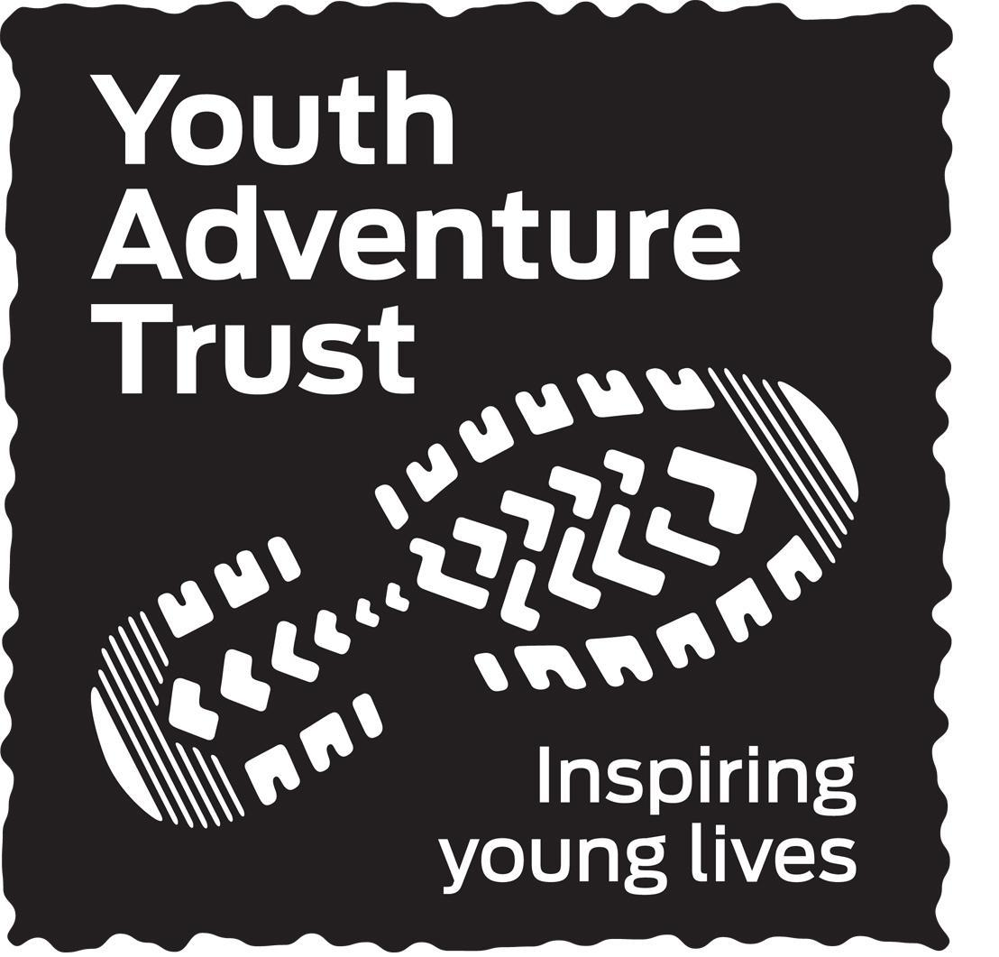 Youth
Adventure
Trust
Inspiring
young lives